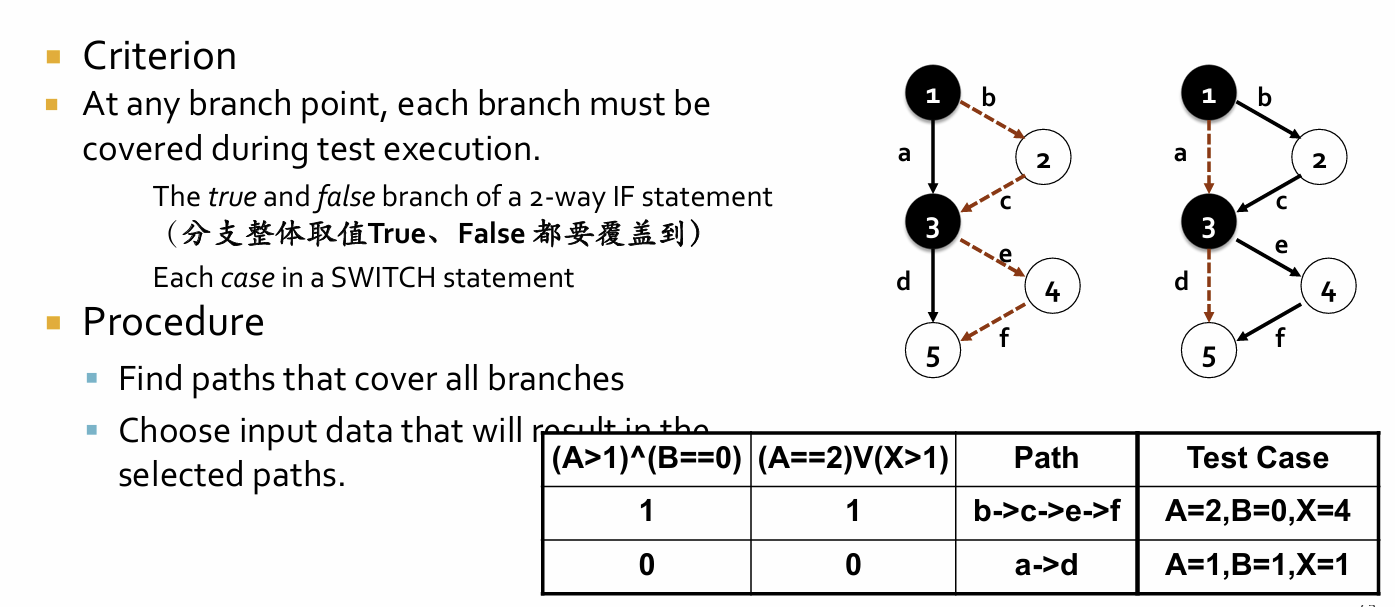 Criterion
At any branch point, each branch must be
covered during test execution.
The true and false branch of a 2-way IF statement
（分支整体取值True、False 都要覆盖到）
Each case in a SWITCH statement
Procedure
Find paths that cover all branches
Choose input data that will result in the
selected paths.
1
b
a
2
c
3
e
d
4
f
5
1
b
a
2
c
3
e
d
4
f
5
(A>1)^(B==0) (A==2)V(X>1) Path Test Case
1 1 b->c->e->f A=2,B=0,X=4
0 0 a->d A=1,B=1,X=1